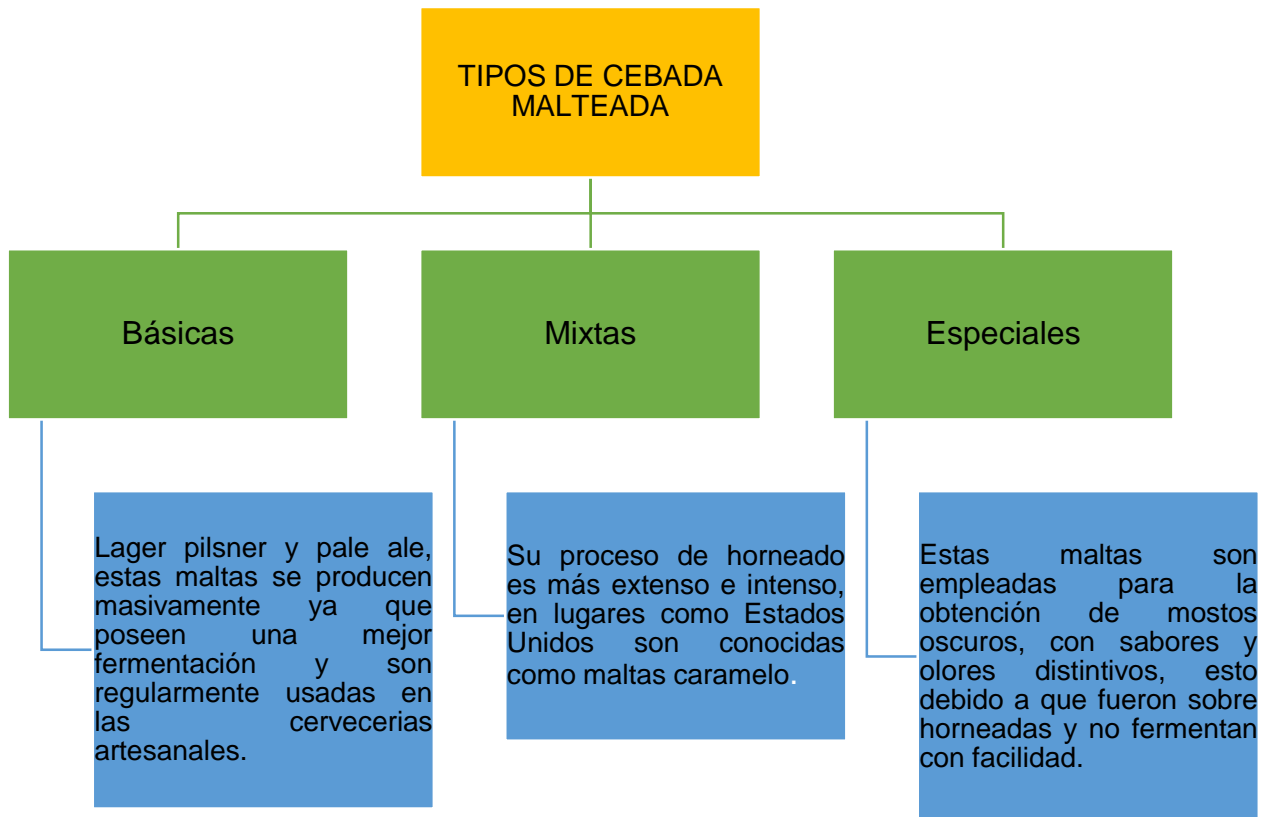 TIPOS DE CEBADA
MALTEADA
Básicas
Mixtas
Especiales
Lager pilsner y pale ale,
estas maltas se producen
masivamente ya que
poseen una mejor
fermentación y son
regularmente usadas en
las cervecerias
artesanales.
Su proceso de horneado
es más extenso e intenso,
en lugares como Estados
Unidos son conocidas
como maltas caramelo.
Estas maltas son
empleadas para la
obtención de mostos
oscuros, con sabores y
olores distintivos, esto
debido a que fueron sobre
horneadas y no fermentan
con facilidad.